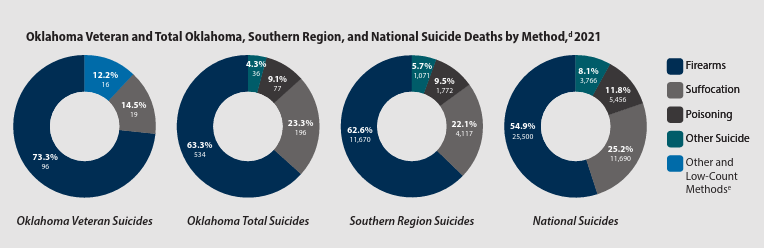 Oklahoma Veteran and Total Oklahoma, Southern Region, and National Suicide Deaths by Method,ᵈ 2021
12.2%
16
14.5%
19
73.3%
96
Oklahoma Veteran Suicides
4.3%
36
9.1%
77
23.3%
196
63.3%
534
Oklahoma Total Suicides
5.7%
1,071
9.5%
1,772
22.1%
4,117
62.6%
11,670
Southern Region Suicides
8.1%
3,766
11.8%
5,456
25.2%
11,690
54.9%
25,500
National Suicides
Firearms
Suffocation
Poisoning
Other Suicide
Other and
Low-Count
Methodsᵉ